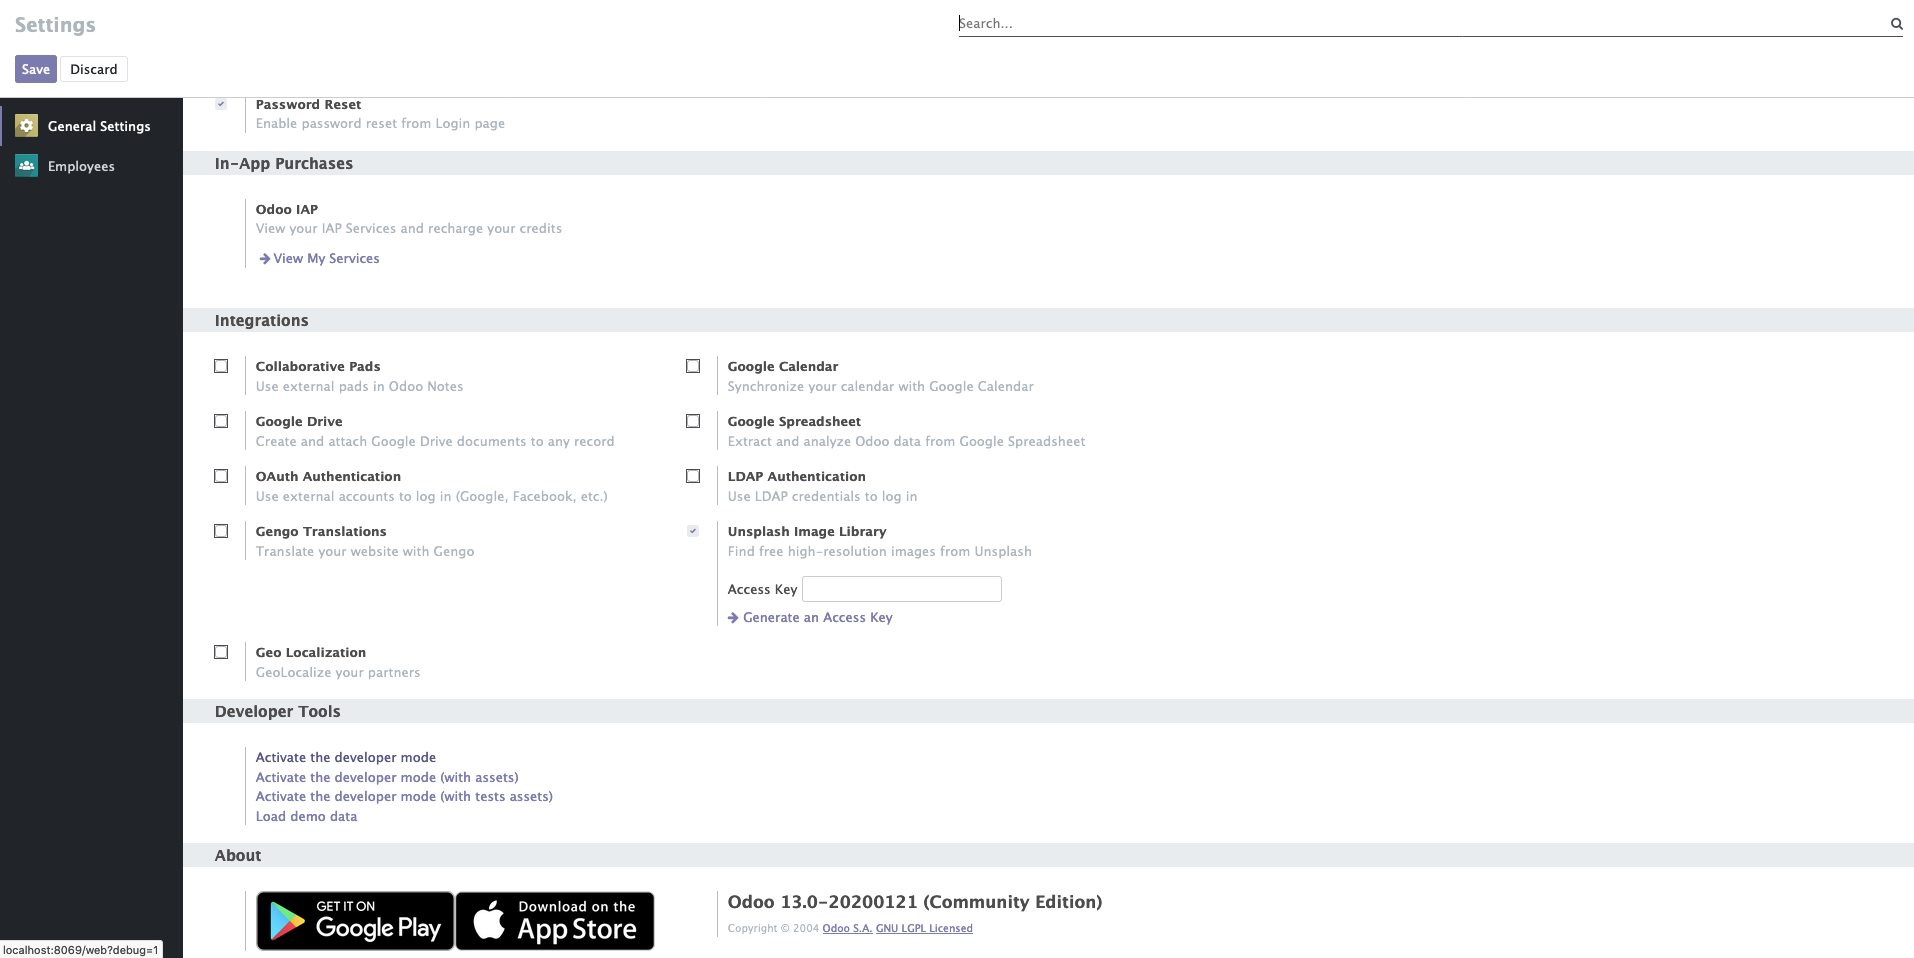 Settings
Search...
Save
Discard
General Settings
Employees
Password Reset
Enable password reset from Login page
In-App Purchases
Odoo IAP
View your IAP Services and recharge your credits
View My Services
Integrations
Collaborative Pads
Use external pads in Odoo Notes
Google Calendar
Synchronize your calendar with Google Calendar
Google Drive
Create and attach Google Drive documents to any record
Google Spreadsheet
Extract and analyze Odoo data from Google Spreadsheet
OAuth Authentication
Use external accounts to log in (Google, Facebook, etc.)
LDAP Authentication
Use LDAP credentials to log in
Gengo Translations
Translate your website with Gengo
Unsplash Image Library
Find free high-resolution images from Unsplash
Access Key
Generate an Access Key
Geo Localization
GeoLocalize your partners
Developer Tools
Activate the developer mode
Activate the developer mode (with assets)
Activate the developer mode (with tests assets)
Load demo data
About
GET IT ON
Google Play
Download on the
App Store
Odoo 13.0-20200121 (Community Edition)
Copyright © 2004 Odoo S.A. GNU LGPL Licensed
localhost:8069/web?debug=1